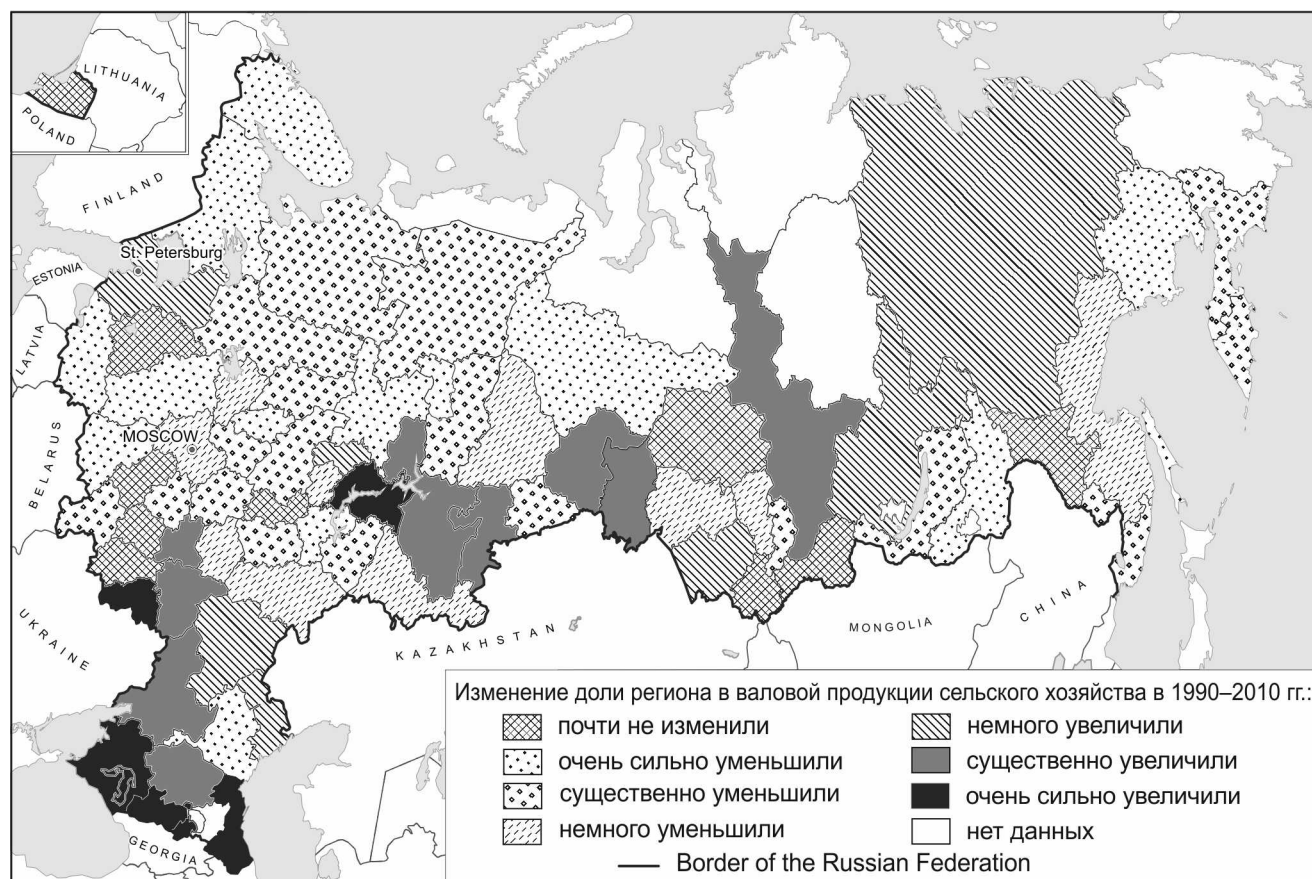 LITHUANIA
POLAND
FINLAND
St. Petersburg
ESTONIA
LATVIA
MOSCOW
BELARUS
UKRAINE
KAZAKHSTAN
MONGOLIA
CHINA
GEORGIA
Изменение доли региона в валовой продукции сельского хозяйства в 1990–2010 гг.:
почти не изменили
очень сильно уменьшили
существенно уменьшили
немного уменьшили
немного увеличили
существенно увеличили
очень сильно увеличили
нет данных
Border of the Russian Federation